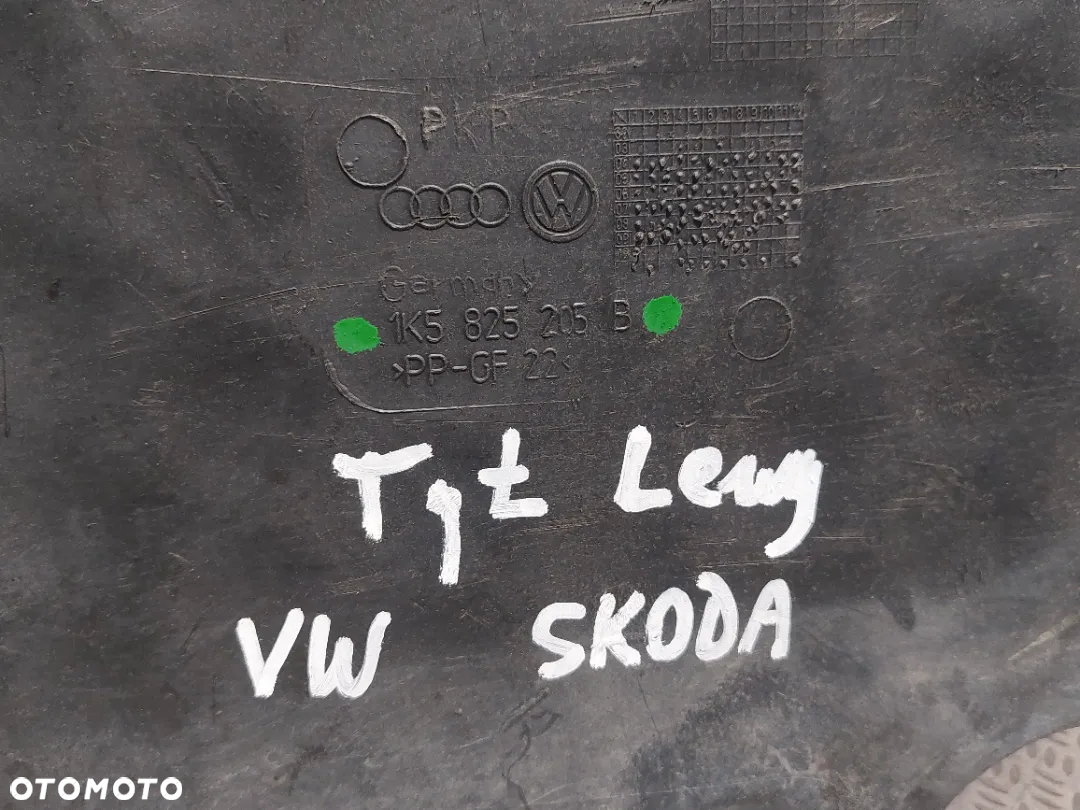 PKP
Germany
1K5 825 205 B
>PP-GF 22<
Tył Lewy
VW SKODA
OTOMOTO